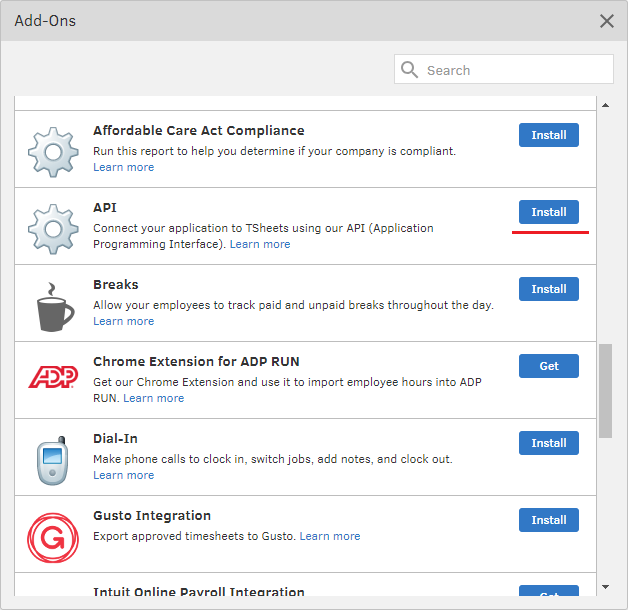 Add-Ons
Search
Affordable Care Act Compliance
Install
Run this report to help you determine if your company is compliant.
Learn more
API
Install
Connect your application to TSheets using our API (Application
Programming Interface). Learn more
Breaks
Install
Allow your employees to track paid and unpaid breaks throughout the day.
Learn more
ADP
Chrome Extension for ADP RUN
Get
Get our Chrome Extension and use it to import employee hours into ADP
RUN. Learn more
Dial-In
Install
Make phone calls to clock in, switch jobs, add notes, and clock out.
Learn more
G
Gusto Integration
Install
Export approved timesheets to Gusto. Learn more
Intuit Online Payroll Integration
Get